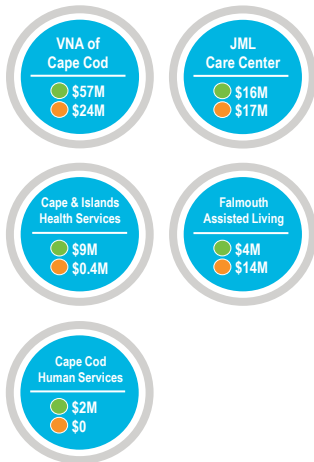 VNA of
Cape Cod
$57M
$24M
JML
Care Center
$16M
$17M
Cape & Islands
Health Services
$9M
$0.4M
Falmouth
Assisted Living
$4M
$14M
Cape Cod
Human Services
$2M
$0